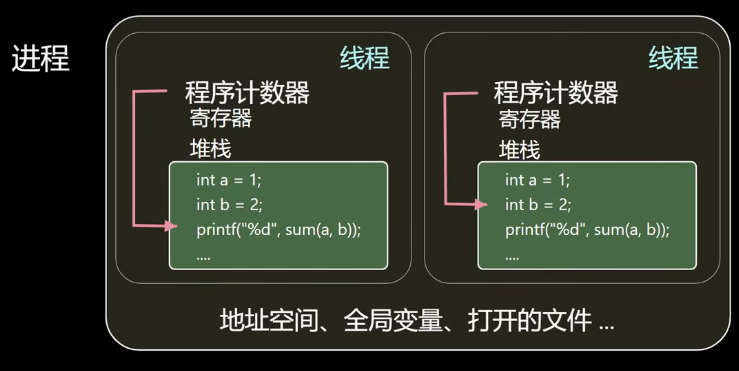 进程
线程
程序计数器
寄存器
堆栈
int a = 1;
int b = 2;
printf("%d", sum(a, b));
....
线程
程序计数器
寄存器
堆栈
int a = 1;
int b = 2;
printf("%d", sum(a, b));
....
地址空间、全局变量、打开的文件 ...